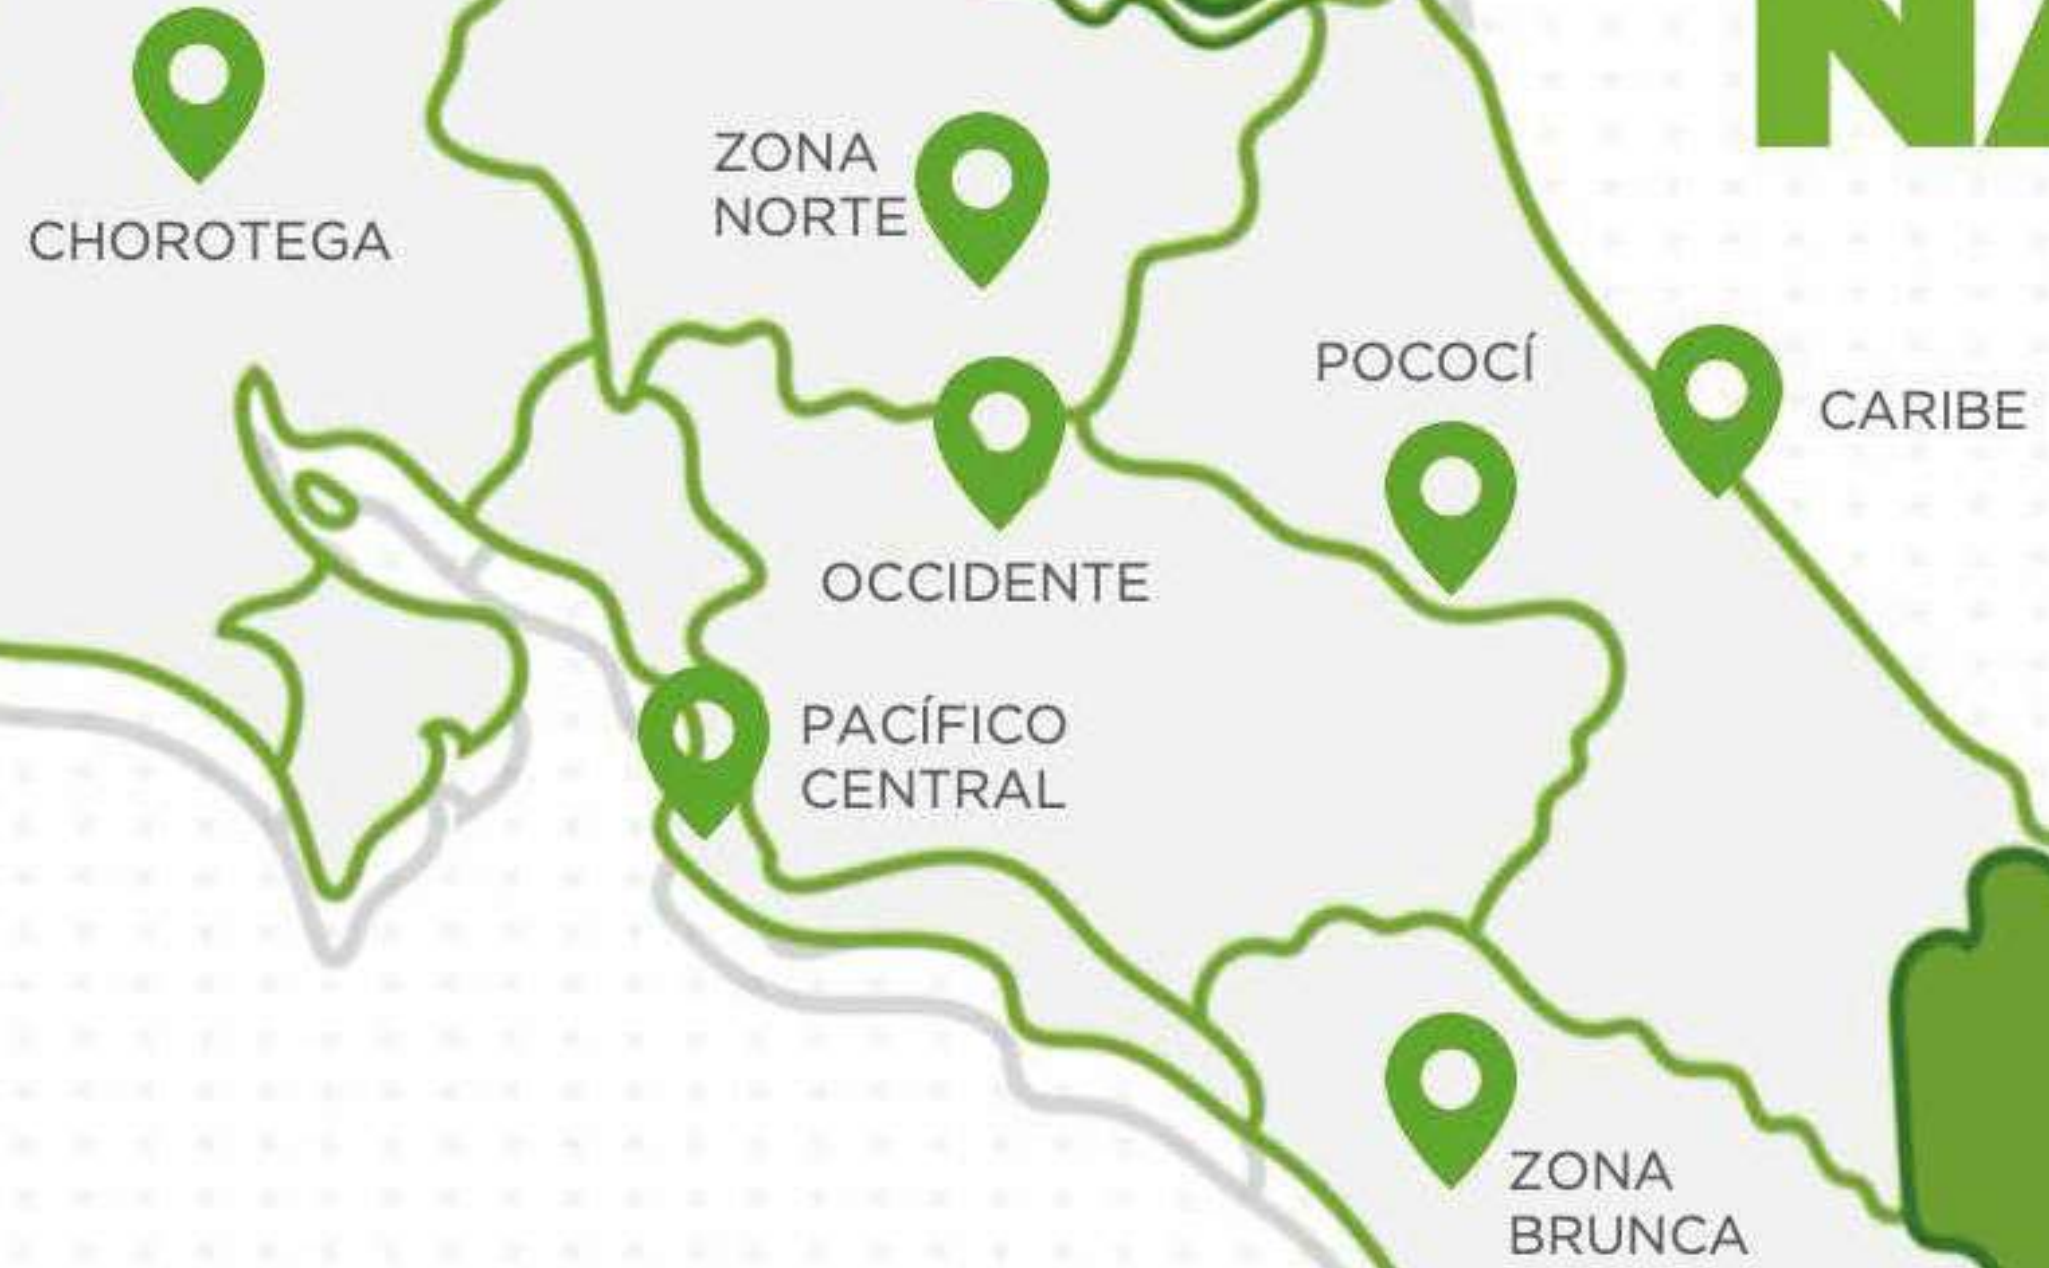 CHOROTEGA
ZONA
NORTE
POCOCÍ
CARIBE
OCCIDENTE
PACÍFICO
CENTRAL
ZONA
BRUNCA